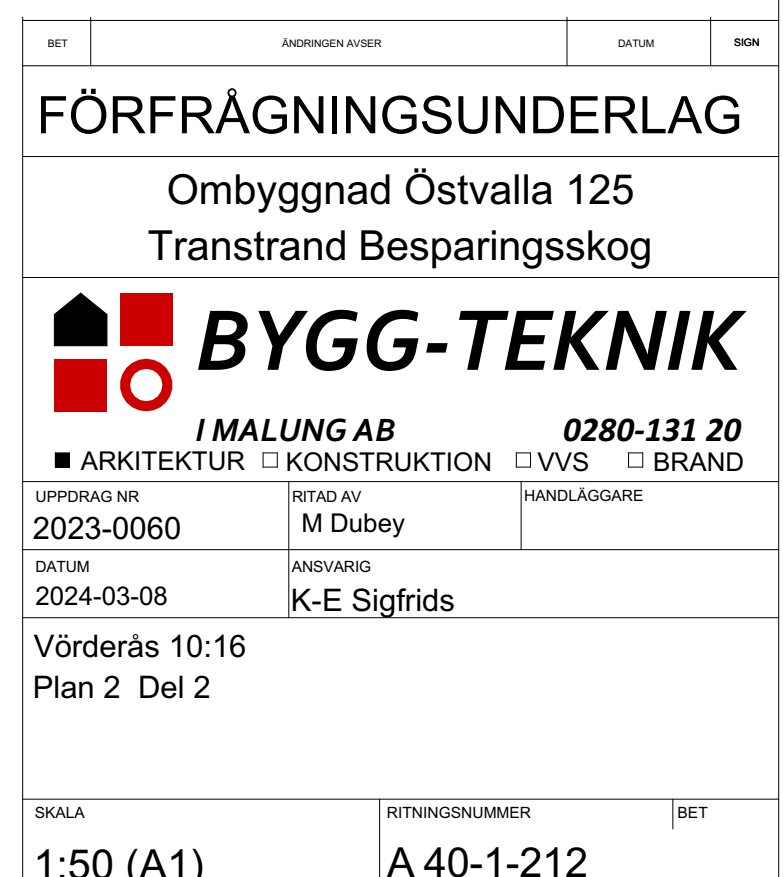 BET ÄNDRINGEN AVSER DATUM SIGN
FÖRFRÅGNINGSUNDERLAG
Ombyggnad Östvalla 125
Transtrand Besparingsskog
BYGG-TEKNIK
I MALUNG AB 0280-131 20
ARKITEKTUR KONSTRUKTION VVS BRAND
UPPDRAG NR RITAD AV HANDLÄGGARE
2023-0060 M Dubey
DATUM ANSVARIG
2024-03-08 K-E Sigfrids
Vörderås 10:16
Plan 2 Del 2
SKALA RITNINGSNUMMER BET
1:50 (A1) A 40-1-212